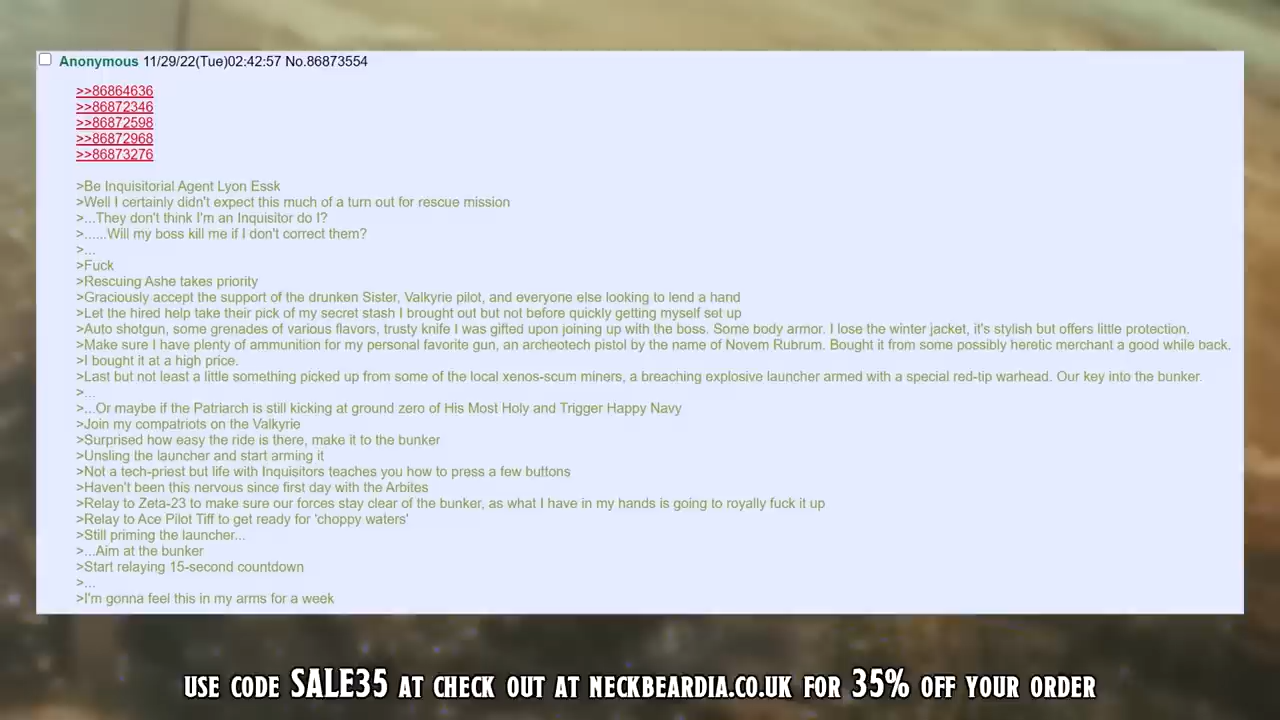 Anonymous 11/29/22(Tue)02:42:57 No.86873554
>>86864636
>>86872346
>>86872598
>>86872968
>>86873276
>Be Inquisitorial Agent Lyon Essk
>Well I certainly didn't expect this much of a turn out for rescue mission
>...They don't think I'm an Inquisitor do I?
>......Will my boss kill me if I don't correct them?
>...
>Fuck
>Rescuing Ashe takes priority
>Graciously accept the support of the drunken Sister, Valkyrie pilot, and everyone else looking to lend a hand
>Let the hired help take their pick of my secret stash I brought out but not before quickly getting myself set up
>Auto shotgun, some grenades of various flavors, trusty knife I was gifted upon joining up with the boss. Some body armor. I lose the winter jacket, it's stylish but offers little protection.
>Make sure I have plenty of ammunition for my personal favorite gun, an archeotech pistol by the name of Novem Rubrum. Bought it from some possibly heretic merchant a good while back.
>I bought it at a high price.
>Last but not least a little something picked up from some of the local xenos-scum miners, a breaching explosive launcher armed with a special red-tip warhead. Our key into the bunker.
>...
>...Or maybe if the Patriarch is still kicking at ground zero of His Most Holy and Trigger Happy Navy
>Join my compatriots on the Valkyrie
>Surprised how easy the ride is there, make it to the bunker
>Unsling the launcher and start arming it
>Not a tech-priest but life with Inquisitors teaches you how to press a few buttons
>Haven't been this nervous since first day with the Arbites
>Relay to Zeta-23 to make sure our forces stay clear of the bunker, as what I have in my hands is going to royally fuck it up
>Relay to Ace Pilot Tiff to get ready for 'choppy waters'
>Still priming the launcher...
>...Aim at the bunker
>Start relaying 15-second countdown
>...
>I'm gonna feel this in my arms for a week
USE CODE SALE35 AT CHECK OUT AT NECKBEARDIA.CO.UK FOR 35% OFF YOUR ORDER